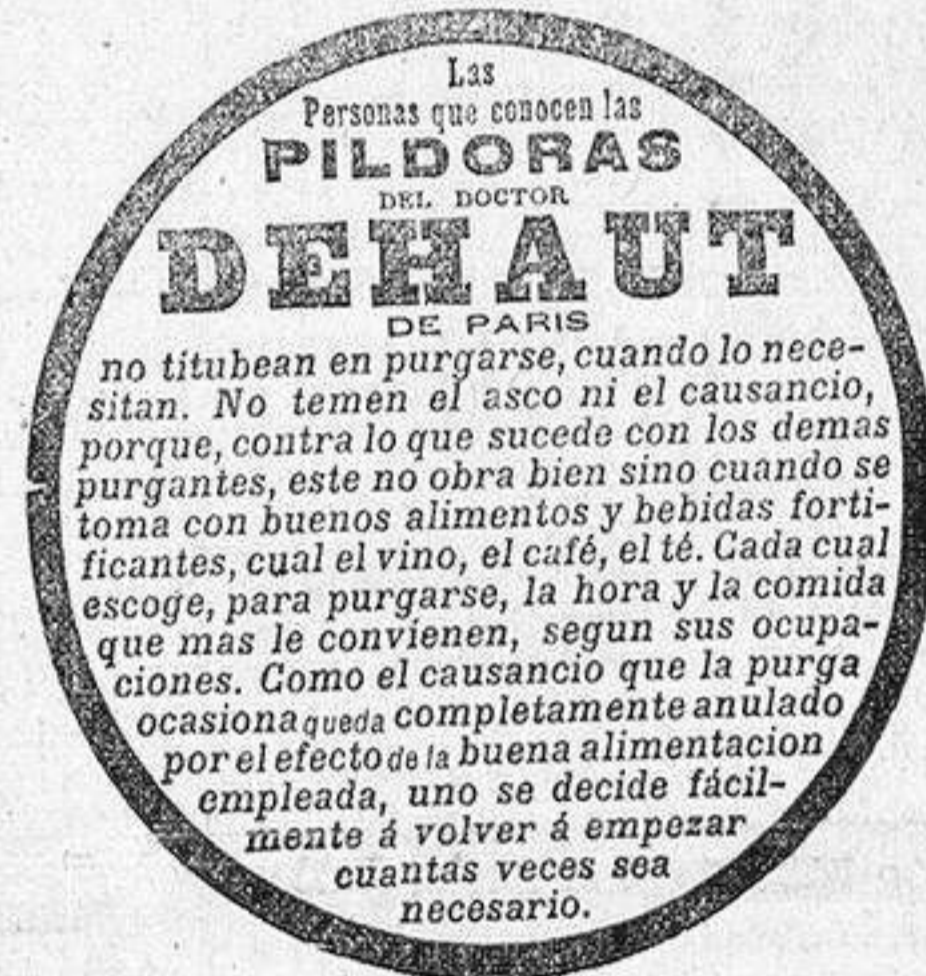 Las
Personas que conocen las
PILDORAS
DEL DOCTOR
DEHAUT
DE PARIS
no titubean en purgarse, cuando lo nece-
sitan. No temen el asco ni el causancio,
porque, contra lo que sucede con los demas
purgantes, este no obra bien sino cuando se
toma con buenos alimentos y bebidas forti-
ficantes, cual el vino, el café, el té. Cada cual
escoge, para purgarse, la hora y la comida
que mas le convienen, segun sus ocupa-
ciones. Como el causancio que la purga
ocasiona queda completamente anulado
por el efecto de la buena alimentacion
empleada, uno se decide fácil-
mente á volver á empezar
cuantas veces sea
necesario.